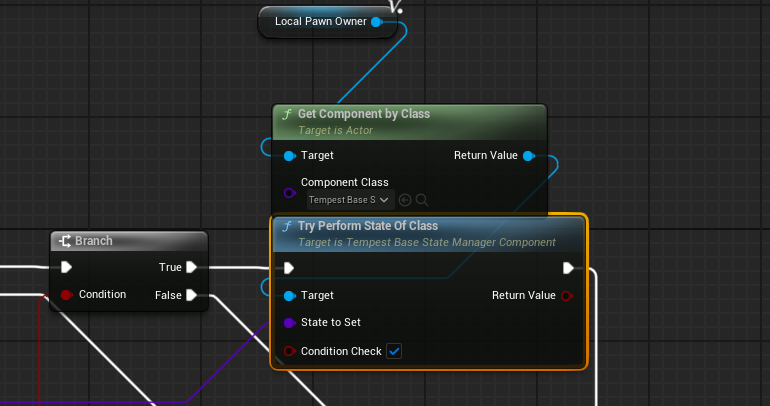 Local Pawn Owner
Get Component by Class
Target is Actor
Target
Return Value
Component Class
Tempest Base S
Try Perform State Of Class
Target is Tempest Base State Manager Component
Branch
True
Condition
False
Target
Return Value
State to Set
Condition Check